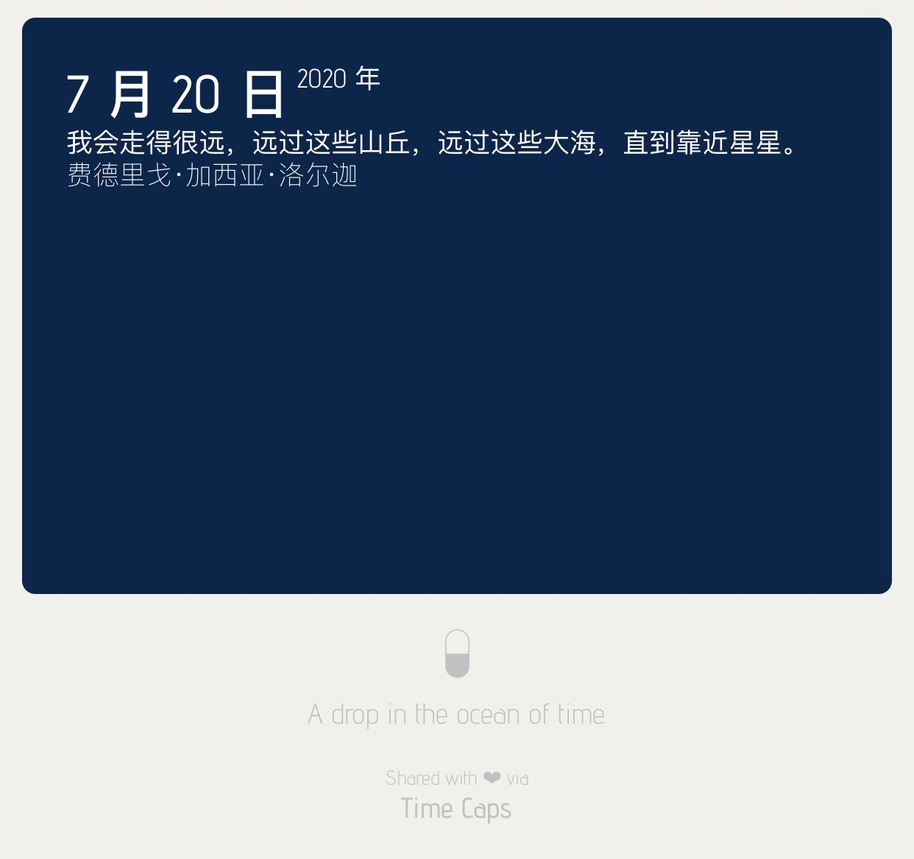 7 月 20 日 2020 年
我会走得很远，远过这些山丘，远过这些大海，直到靠近星星。
费德里戈·加西亚·洛尔迦
A drop in the ocean of time
Shared with ❤ via
Time Caps